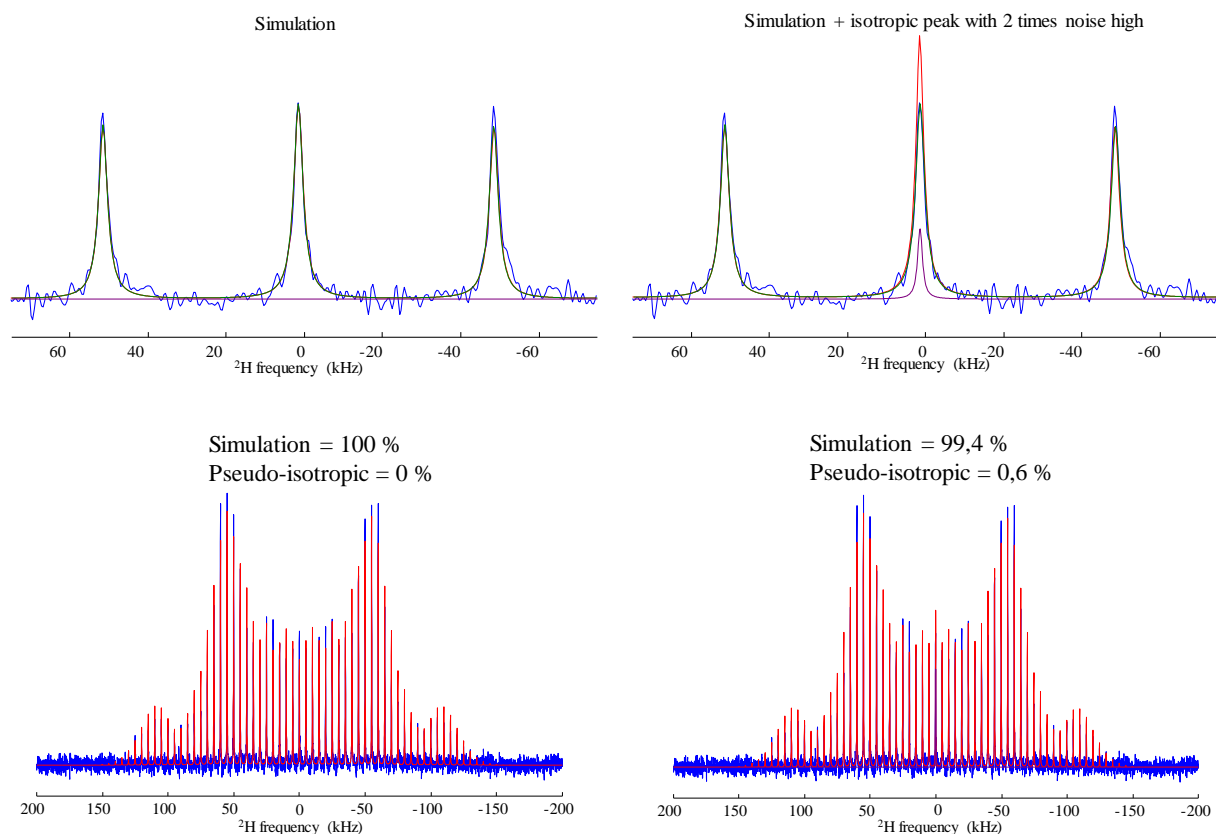 Simulation
Simulation + isotropic peak with 2 times noise high
60 40 20 0 -20 -40 -60
²H frequency (kHz)
60 40 20 0 -20 -40 -60
²H frequency (kHz)
Simulation = 100 %
Pseudo-isotropic = 0 %
Simulation = 99,4 %
Pseudo-isotropic = 0,6 %
200 150 100 50 0 -50 -100 -150 -200
²H frequency (kHz)
200 150 100 50 0 -50 -100 -150 -200
²H frequency (kHz)